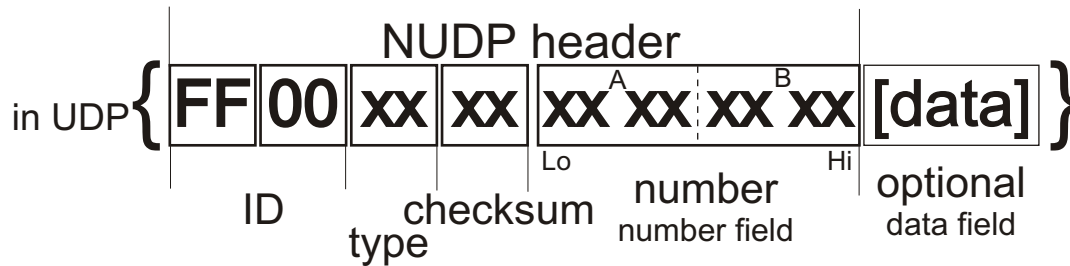 NUDP header
in UDP { FF 00 xx xx xx A xx xx B xx [data] }
Lo Hi
ID type checksum number optional
number field data field